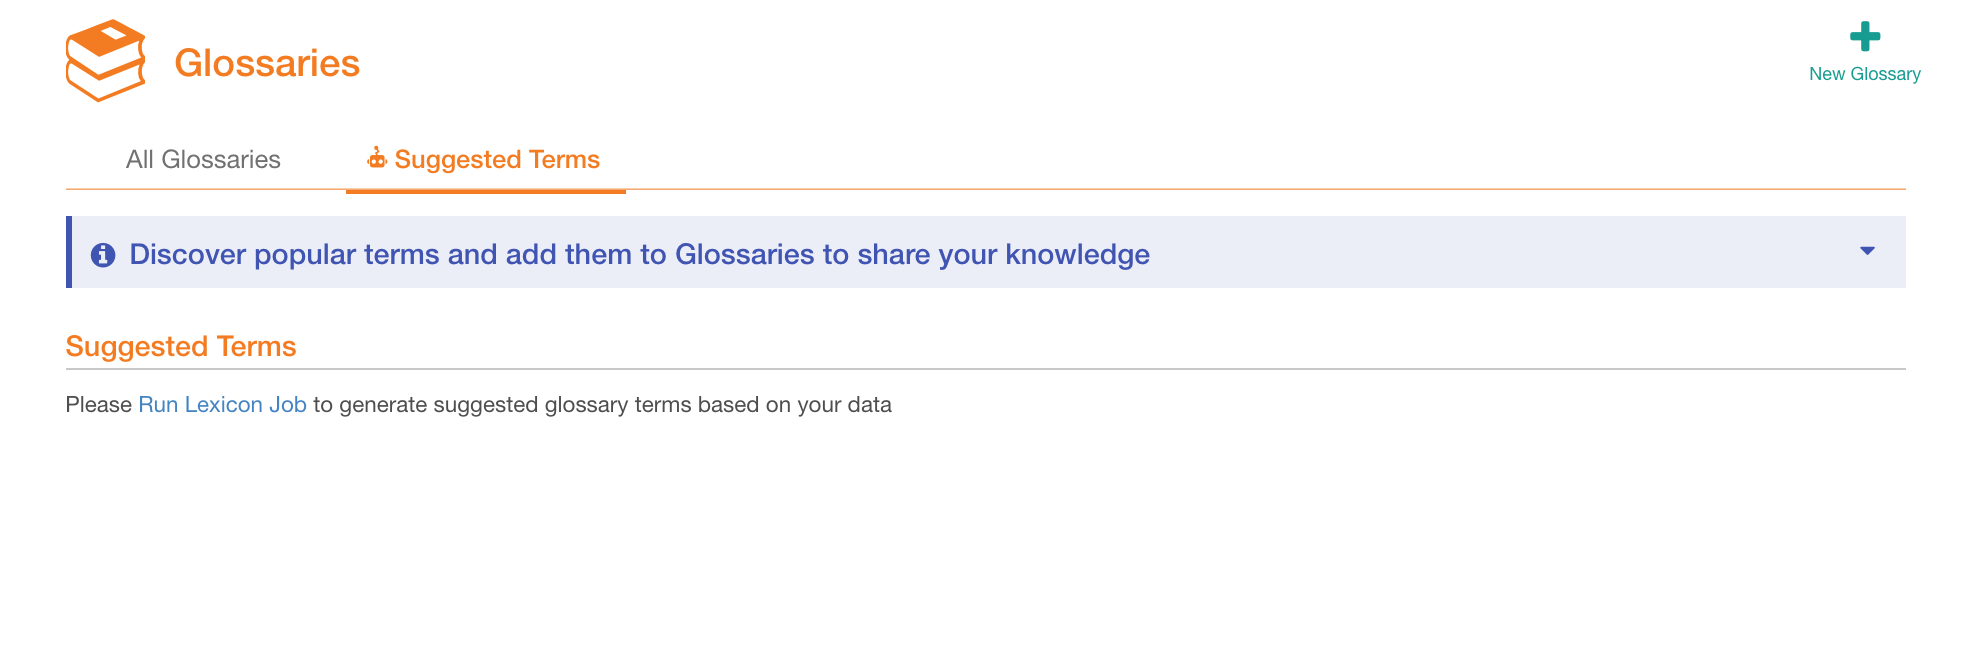 Glossaries
New Glossary
All Glossaries
Suggested Terms
Discover popular terms and add them to Glossaries to share your knowledge
Suggested Terms
Please Run Lexicon Job to generate suggested glossary terms based on your data